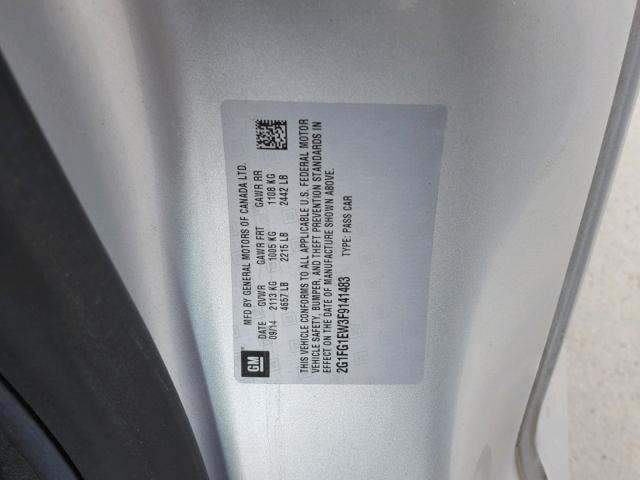 GM
MFD BY GENERAL MOTORS OF CANADA LTD.
DATE GVWR GAWR FRT GAWR RR
09/14 2113 KG 1005 KG 1108 KG
4657 LB 2215 LB 2442 LB
THIS VEHICLE CONFORMS TO ALL APPLICABLE U.S. FEDERAL MOTOR
VEHICLE SAFETY, BUMPER, AND THEFT PREVENTION STANDARDS IN
EFFECT ON THE DATE OF MANUFACTURE SHOWN ABOVE.
2G1FG1EW3F9141483 TYPE: PASS CAR